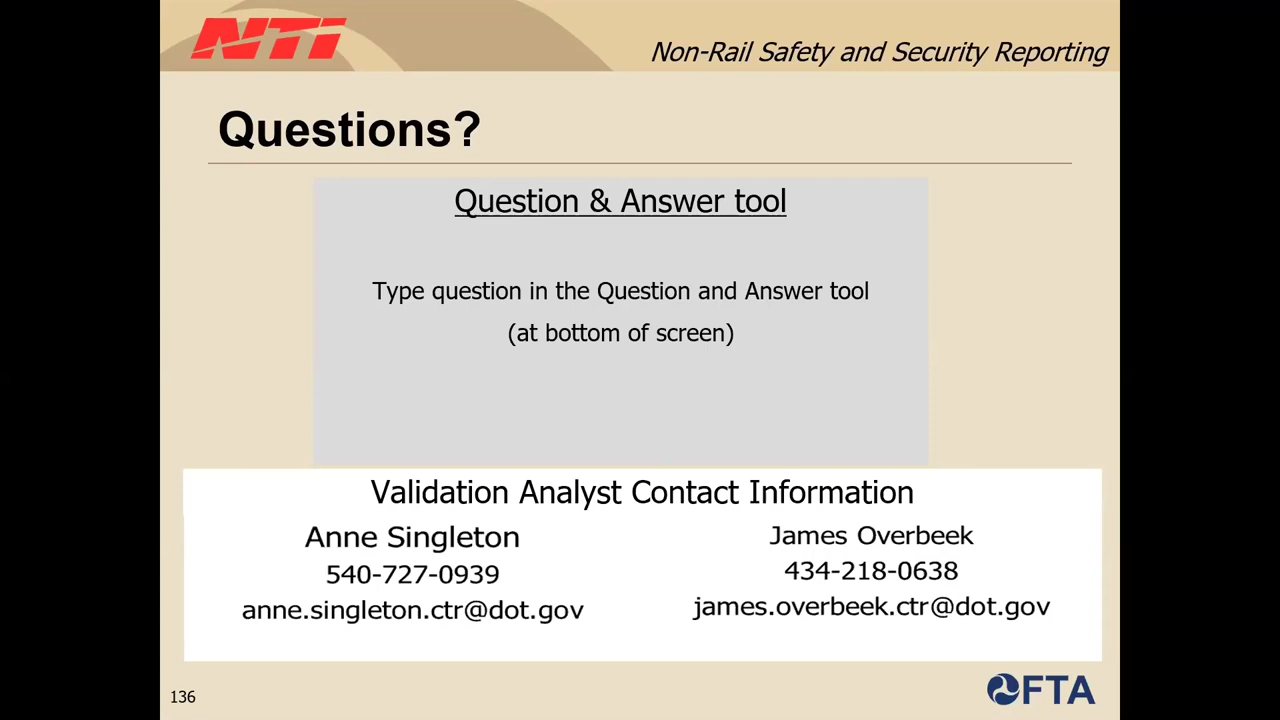 NTI
Non-Rail Safety and Security Reporting
Questions?
Question & Answer tool
Type question in the Question and Answer tool
(at bottom of screen)
Validation Analyst Contact Information
Anne Singleton
540-727-0939
anne.singleton.ctr@dot.gov
James Overbeek
434-218-0638
james.overbeek.ctr@dot.gov
136
FTA